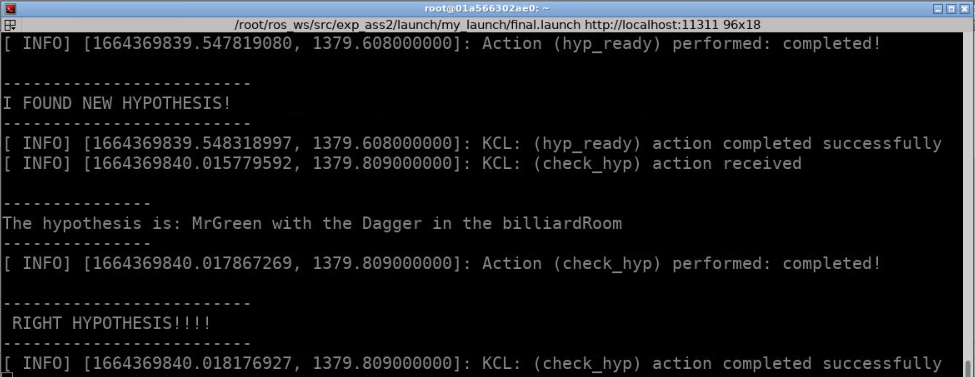 root@01a566302ae0: ~
/root/ros_ws/src/exp_ass2/launch/my_launch/final.launch http://localhost:11311 96x18
[ INFO] [1664369839.547819080, 1379.608000000]: Action (hyp_ready) performed: completed!
-------------------------
I FOUND NEW HYPOTHESIS!
-------------------------
[ INFO] [1664369839.548318997, 1379.608000000]: KCL: (hyp_ready) action completed successfully
[ INFO] [1664369840.015779592, 1379.809000000]: KCL: (check_hyp) action received
---------------
The hypothesis is: MrGreen with the Dagger in the billiardRoom
---------------
[ INFO] [1664369840.017867269, 1379.809000000]: Action (check_hyp) performed: completed!
-------------------------
RIGHT HYPOTHESIS!!!!
-------------------------
[ INFO] [1664369840.018176927, 1379.809000000]: KCL: (check_hyp) action completed successfully